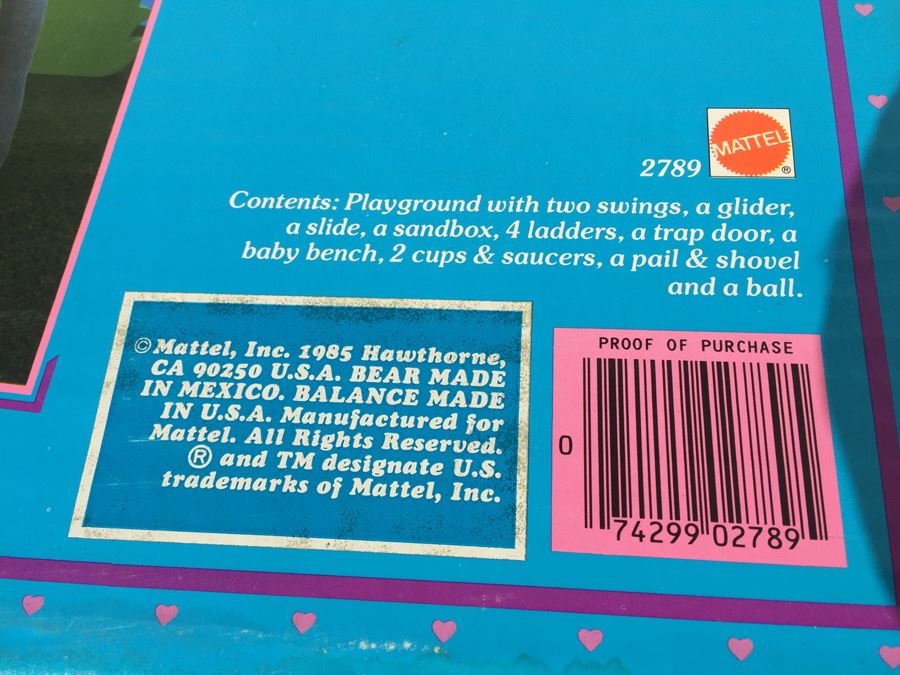 2789 MATTEL ®
Contents: Playground with two swings, a glider,
a slide, a sandbox, 4 ladders, a trap door, a
baby bench, 2 cups & saucers, a pail & shovel
and a ball.
© Mattel, Inc. 1985 Hawthorne,
CA 90250 U.S.A. BEAR MADE
IN MEXICO. BALANCE MADE
IN U.S.A. Manufactured for
Mattel. All Rights Reserved.
® and TM designate U.S.
trademarks of Mattel, Inc.
PROOF OF PURCHASE
0 74299 02789